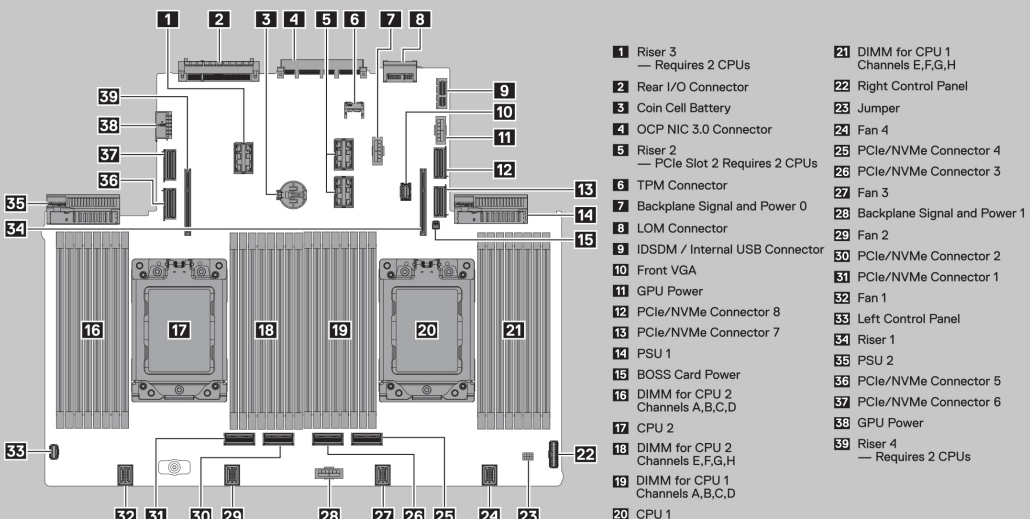 1 2 3 4 5 6 7 8
39
38
37
36
35
34
9
10
11
12
13
14
15
16 17 18 19 20 21
33
22
32 31 30 29 28 27 26 25 24 23
1 Riser 3
— Requires 2 CPUs
2 Rear I/O Connector
3 Coin Cell Battery
4 OCP NIC 3.0 Connector
5 Riser 2
— PCIe Slot 2 Requires 2 CPUs
6 TPM Connector
7 Backplane Signal and Power 0
8 LOM Connector
9 IDSDM / Internal USB Connector
10 Front VGA
11 GPU Power
12 PCIe/NVMe Connector 8
13 PCIe/NVMe Connector 7
14 PSU 1
15 BOSS Card Power
16 DIMM for CPU 2
Channels A,B,C,D
17 CPU 2
18 DIMM for CPU 2
Channels E,F,G,H
19 DIMM for CPU 1
Channels A,B,C,D
20 CPU 1
21 DIMM for CPU 1
Channels E,F,G,H
22 Right Control Panel
23 Jumper
24 Fan 4
25 PCIe/NVMe Connector 4
26 PCIe/NVMe Connector 3
27 Fan 3
28 Backplane Signal and Power 1
29 Fan 2
30 PCIe/NVMe Connector 2
31 PCIe/NVMe Connector 1
32 Fan 1
33 Left Control Panel
34 Riser 1
35 PSU 2
36 PCIe/NVMe Connector 5
37 PCIe/NVMe Connector 6
38 GPU Power
39 Riser 4
— Requires 2 CPUs